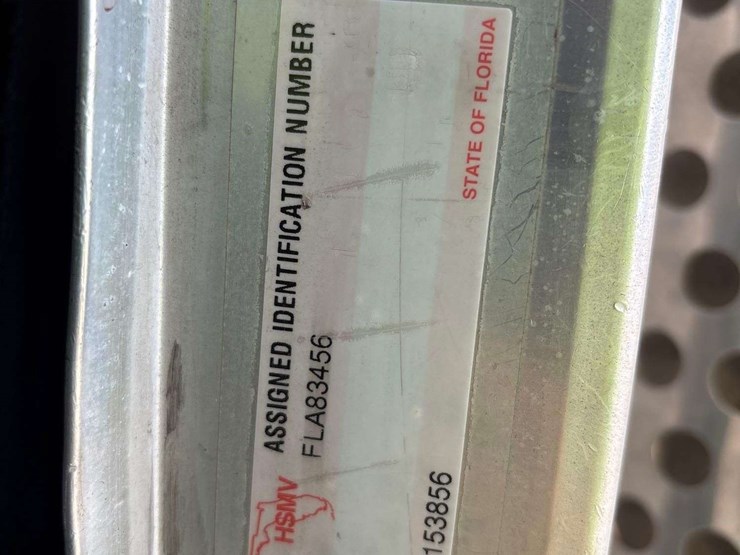 ASSIGNED IDENTIFICATION NUMBER
HSMV
FLA83456
STATE OF FLORIDA
153856